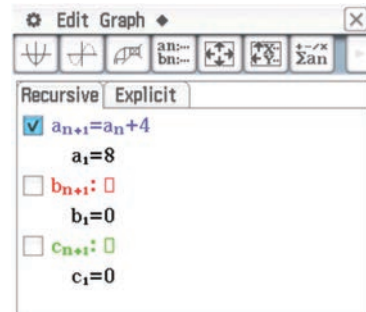 Edit Graph ◆
an:... bn:... Σan
Recursive Explicit
aₙ₊₁=aₙ+4
a₁=8
bₙ₊₁: □
b₁=0
cₙ₊₁: □
c₁=0